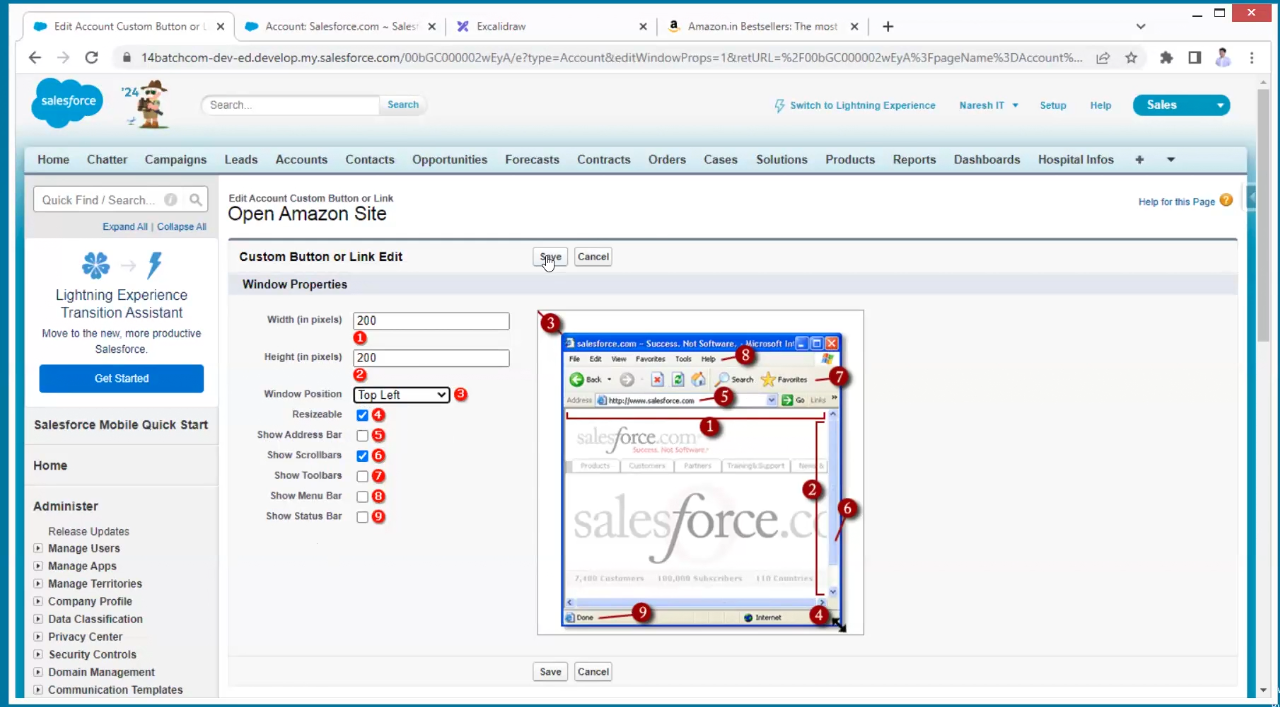 Edit Custom Account Button or L
Account: Salesforce.com ~ Sales
Excalidraw
Amazon.in Bestsellers: The most
14batchcom-dev-ed.develop.my.salesforce.com/00bGC000002wEyA/e?type=Account&editWindowProps=1&retURL=%2F00bGC000002wEyA%3FpageName%3DAccount%...
salesforce
'24
Search...
Search
Switch to Lightning Experience
Naresh IT
Setup
Help
Sales
Home
Chatter
Campaigns
Leads
Accounts
Contacts
Opportunities
Forecasts
Contracts
Orders
Cases
Solutions
Products
Reports
Dashboards
Hospital Infos
+
Quick Find / Search...
Expand All | Collapse All
Lightning Experience
Transition Assistant
Move to the new, more productive
Salesforce.
Get Started
Salesforce Mobile Quick Start
Home
Administer
Release Updates
Manage Users
Manage Apps
Manage Territories
Company Profile
Data Classification
Privacy Center
Security Controls
Domain Management
Communication Templates
Edit Account Custom Button or Link
Open Amazon Site
Help for this Page ?
Custom Button or Link Edit
Save
Cancel
Window Properties
Width (in pixels) 200
1
Height (in pixels) 200
2
Window Position Top Left 3
Resizeable 4
Show Address Bar 5
Show Scrollbars 6
Show Toolbars 7
Show Menu Bar 8
Show Status Bar 9
3
salesforce.com – Success. Not Software. - Microsoft Int
File Edit View Favorites Tools Help 8
Back Search Favorites 7
Address http://www.salesforce.com 5 Go Links »
1
salesforce.com
Success. Not Software.
Products Customers Partners Training&Support News &
2
6
salesforce.co
7,400 Customers 100,000 Subscribers 110 Countries
Done 9 Internet 4
Save
Cancel